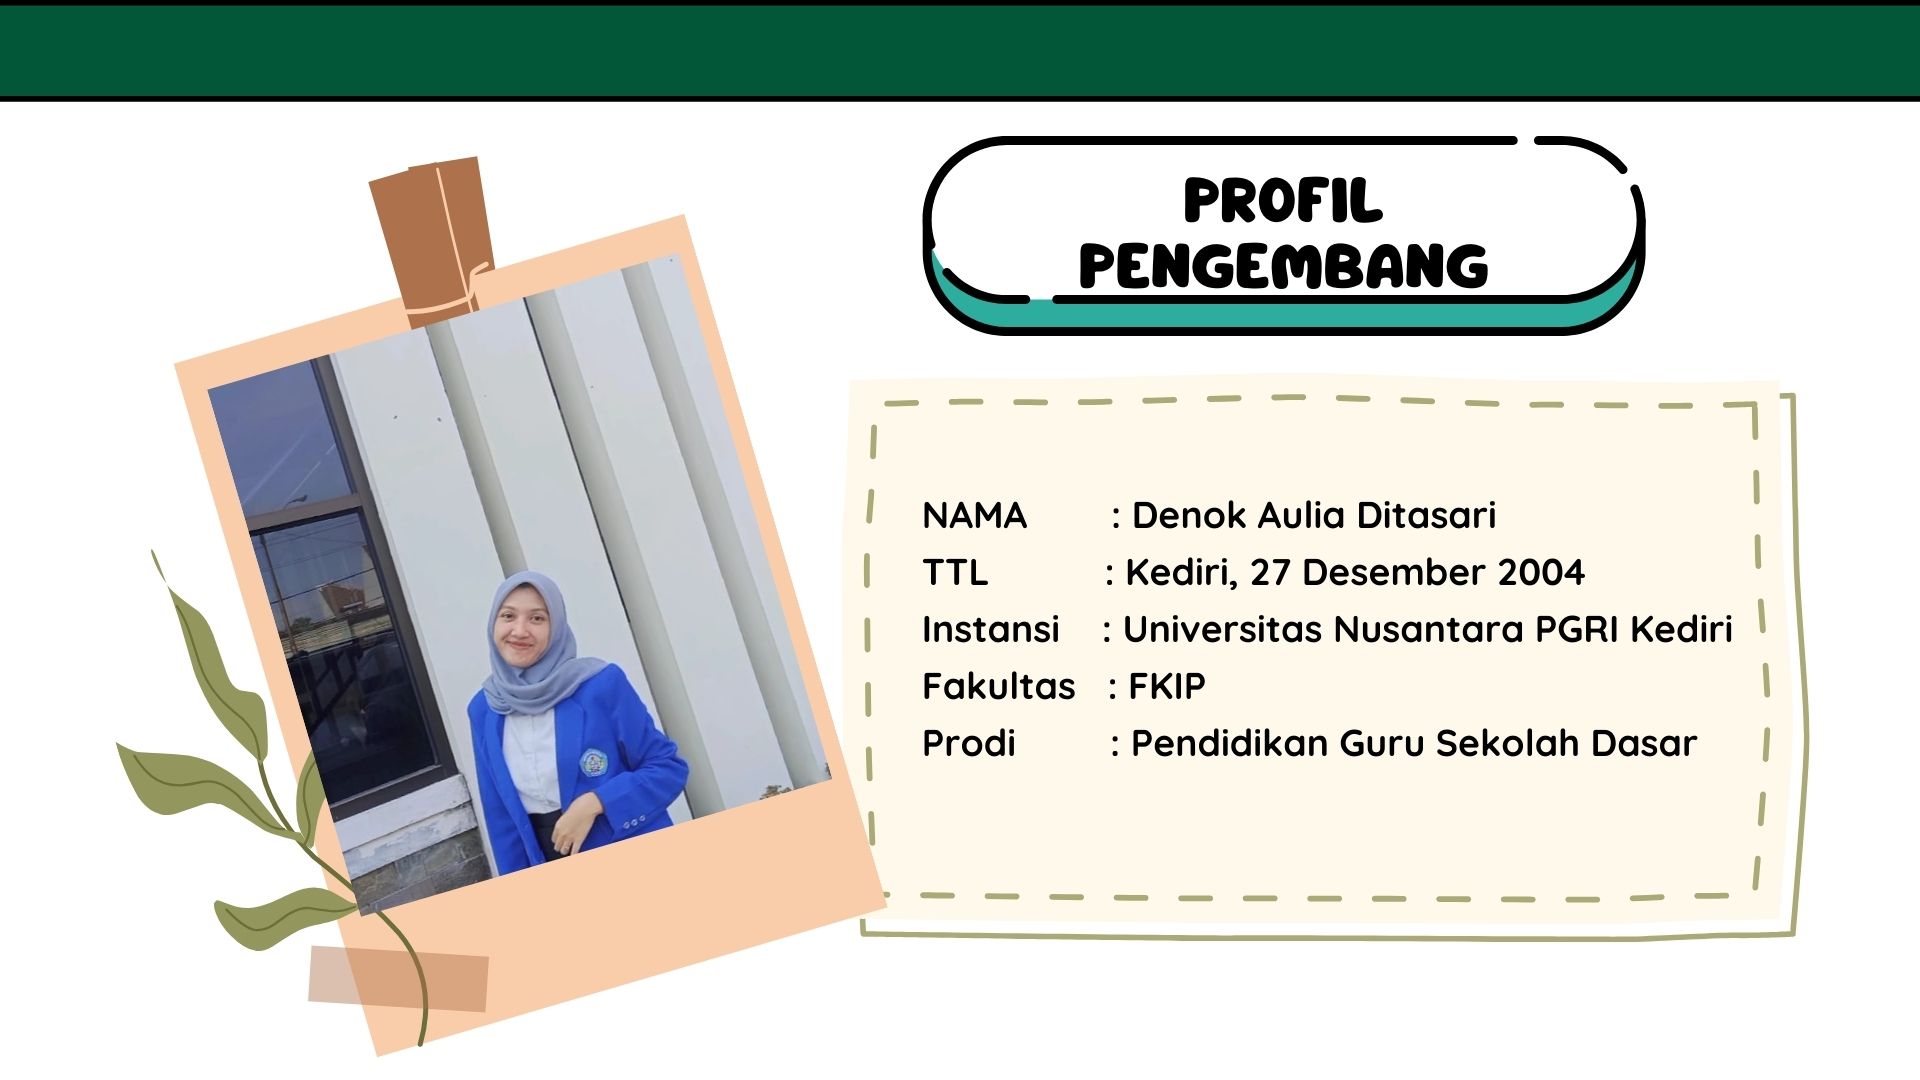 PROFIL
PENGEMBANG
NAMA : Denok Aulia Ditasari
TTL : Kediri, 27 Desember 2004
Instansi : Universitas Nusantara PGRI Kediri
Fakultas : FKIP
Prodi : Pendidikan Guru Sekolah Dasar